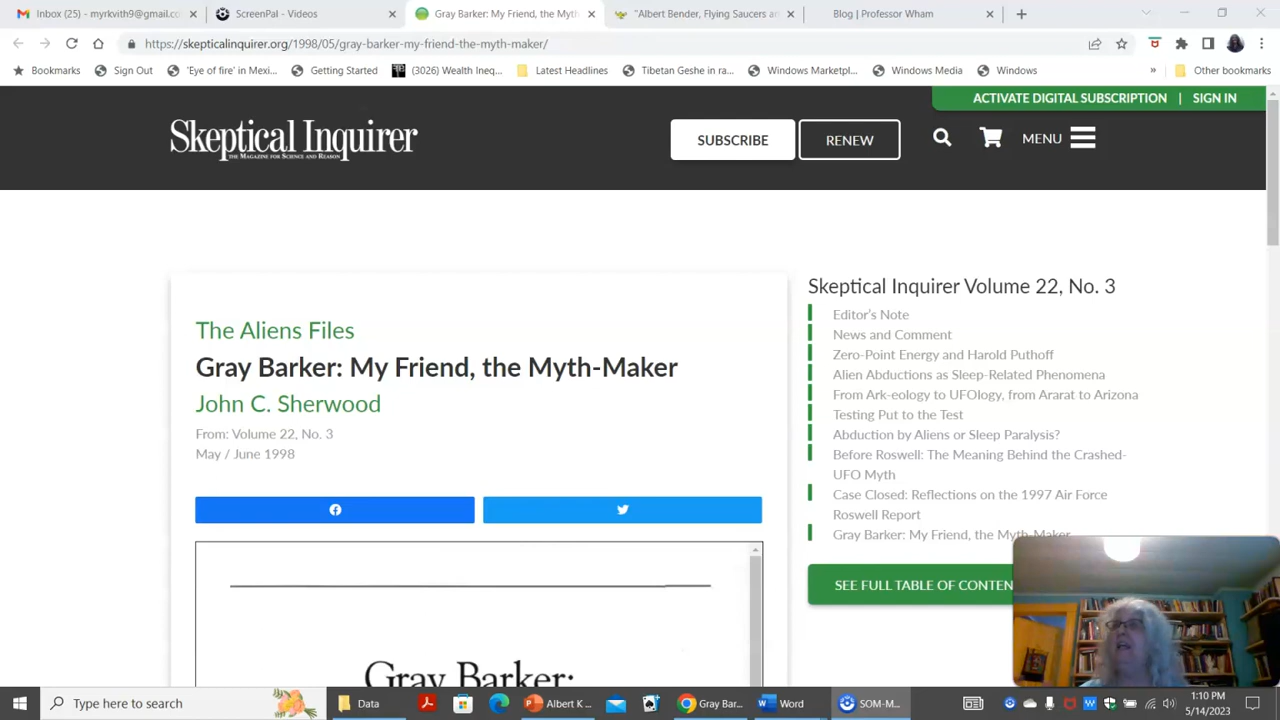 Inbox (5) - myrkvith9@gmail.co
ScreenPal - Videos
Gray Barker: My Friend, the Myth-
"Albert Bender, Flying Saucers an
Blog | Professor Wham
https://skepticalinquirer.org/1998/05/gray-barker-my-friend-the-myth-maker/
Bookmarks
Sign Out
'Eye of fire' in Mexi...
Getting Started
(3026) Wealth Ineq...
Latest Headlines
Tibetan Geshe in ra...
Windows Marketpl...
Windows Media
Windows
»
Other bookmarks
ACTIVATE DIGITAL SUBSCRIPTION | SIGN IN
Skeptical Inquirer
THE MAGAZINE FOR SCIENCE AND REASON
SUBSCRIBE
RENEW
MENU
The Aliens Files
Gray Barker: My Friend, the Myth-Maker
John C. Sherwood
From: Volume 22, No. 3
May / June 1998
Gray Barker:
Skeptical Inquirer Volume 22, No. 3
Editor's Note
News and Comment
Zero-Point Energy and Harold Puthoff
Alien Abductions as Sleep-Related Phenomena
From Ark-eology to UFOlogy, from Ararat to Arizona
Testing Put to the Test
Abduction by Aliens or Sleep Paralysis?
Before Roswell: The Meaning Behind the Crashed-
UFO Myth
Case Closed: Reflections on the 1997 Air Force
Roswell Report
Gray Barker: My Friend, the Myth-Maker
SEE FULL TABLE OF CONTEN
Type here to search
Data
Albert K ...
Gray Bar...
Word
SOM-M...
1:10 PM
5/14/2023